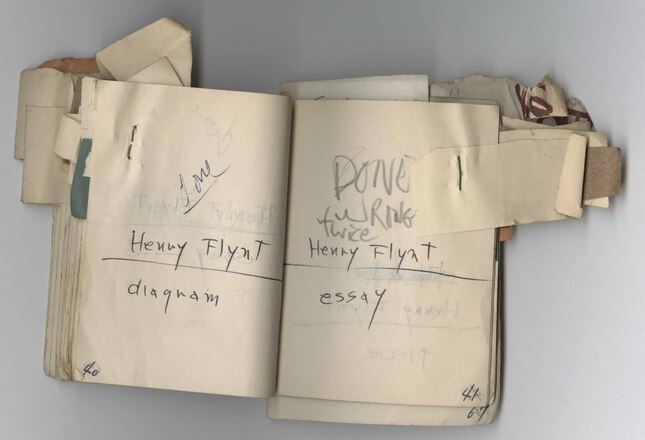 Henry Flynt
diagram
40
DONE
twice
Henry Flynt
essay
41
67